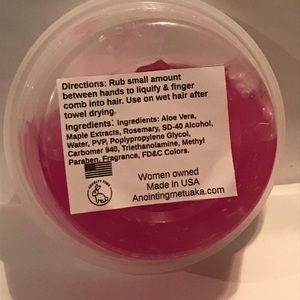 Directions: Rub small amount
between hands to liquify & finger
comb into hair. Use on wet hair after
towel drying.
Ingredients: Ingredients: Aloe Vera,
Maple Extracts, Rosemary, SD-40 Alcohol,
Water, PVP, Poplypropylene Glycol,
Carbomer 940, Triethanolamine, Methyl
Paraben, Fragrance, FD&C Colors.
Women owned
Made in USA
Anointingmetuaka.com